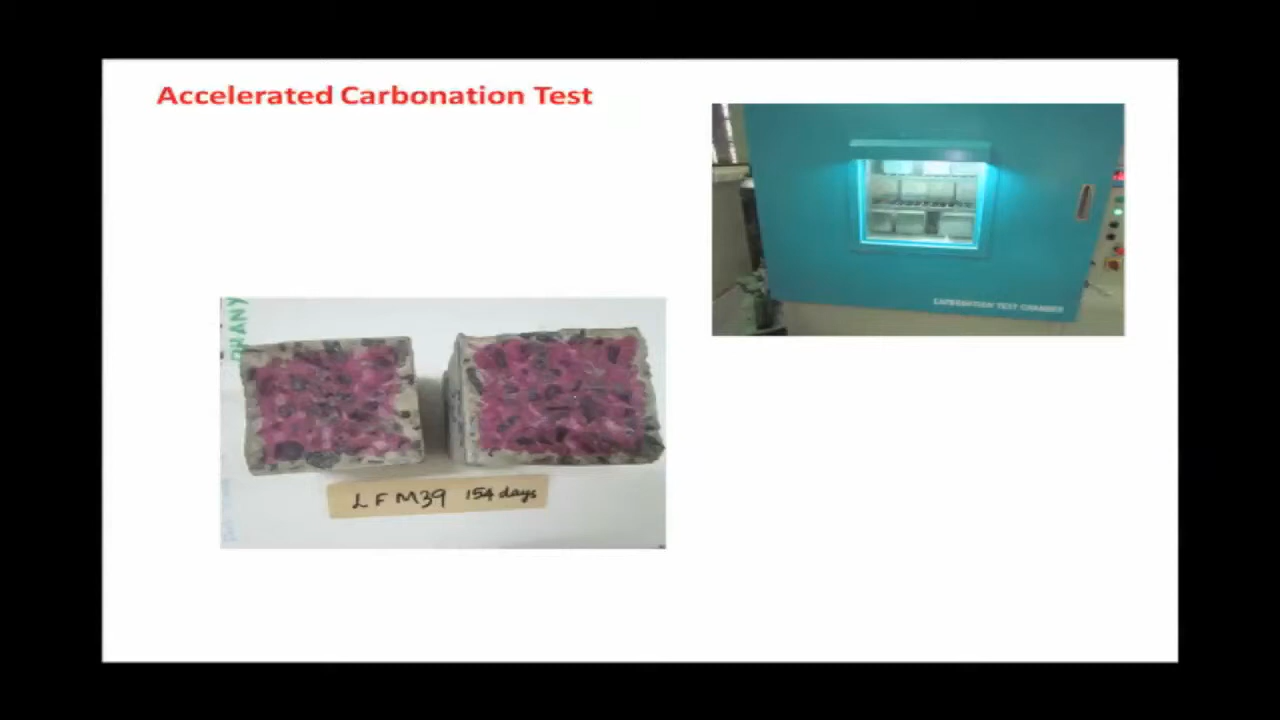 Accelerated Carbonation Test
CARBONATION TEST CHAMBER
LFM39 154 days